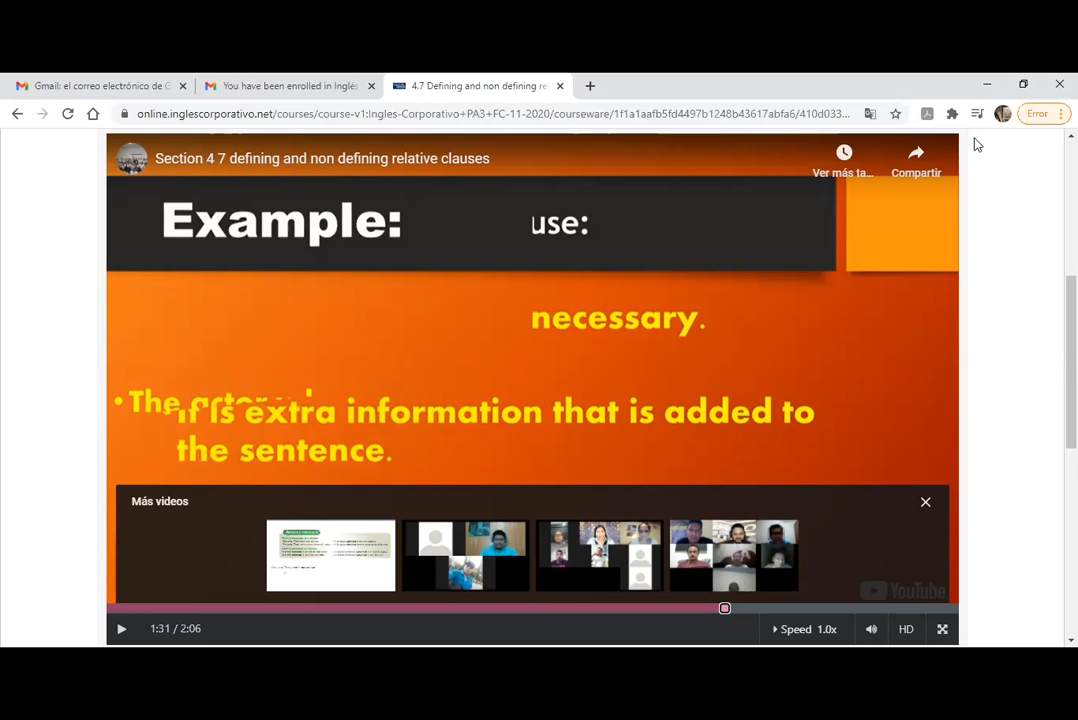 Gmail: el correo electrónico de G
You have been enrolled in Inglés
4.7 Defining and non defining re
online.inglescorporativo.net/courses/course-v1:Ingles-Corporativo+PA3+FC-11-2020/courseware/1f1a1aafb5fd4497b1248b43617abfa6/410d033...
Error
Section 4 7 defining and non defining relative clauses
Ver más ta...
Compartir
Example:
use:
necessary.
• The
It is extra information that is added to
the sentence.
Más videos
YouTube
1:31 / 2:06
Speed 1.0x
HD